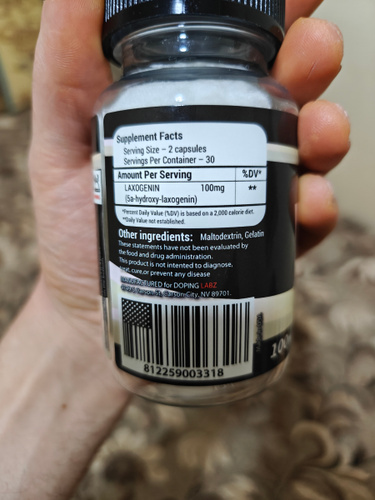 Supplement Facts
Serving Size – 2 capsules
Servings Per Container – 30
Amount Per Serving %DV*
LAXOGENIN 100mg **
(5a-hydroxy-laxogenin)
*Percent Daily Value (%DV) is based on a 2,000 calorie diet.
**Daily Value not established.
Other ingredients: Maltodextrin, Gelatin
These statements have not been evaluated by
the food and drug administration.
This product is not intended to diagnose,
treat, cure, or prevent any disease
MANUFACTURED for DOPING LABZ
Carson City, NV 89701.
812259003318